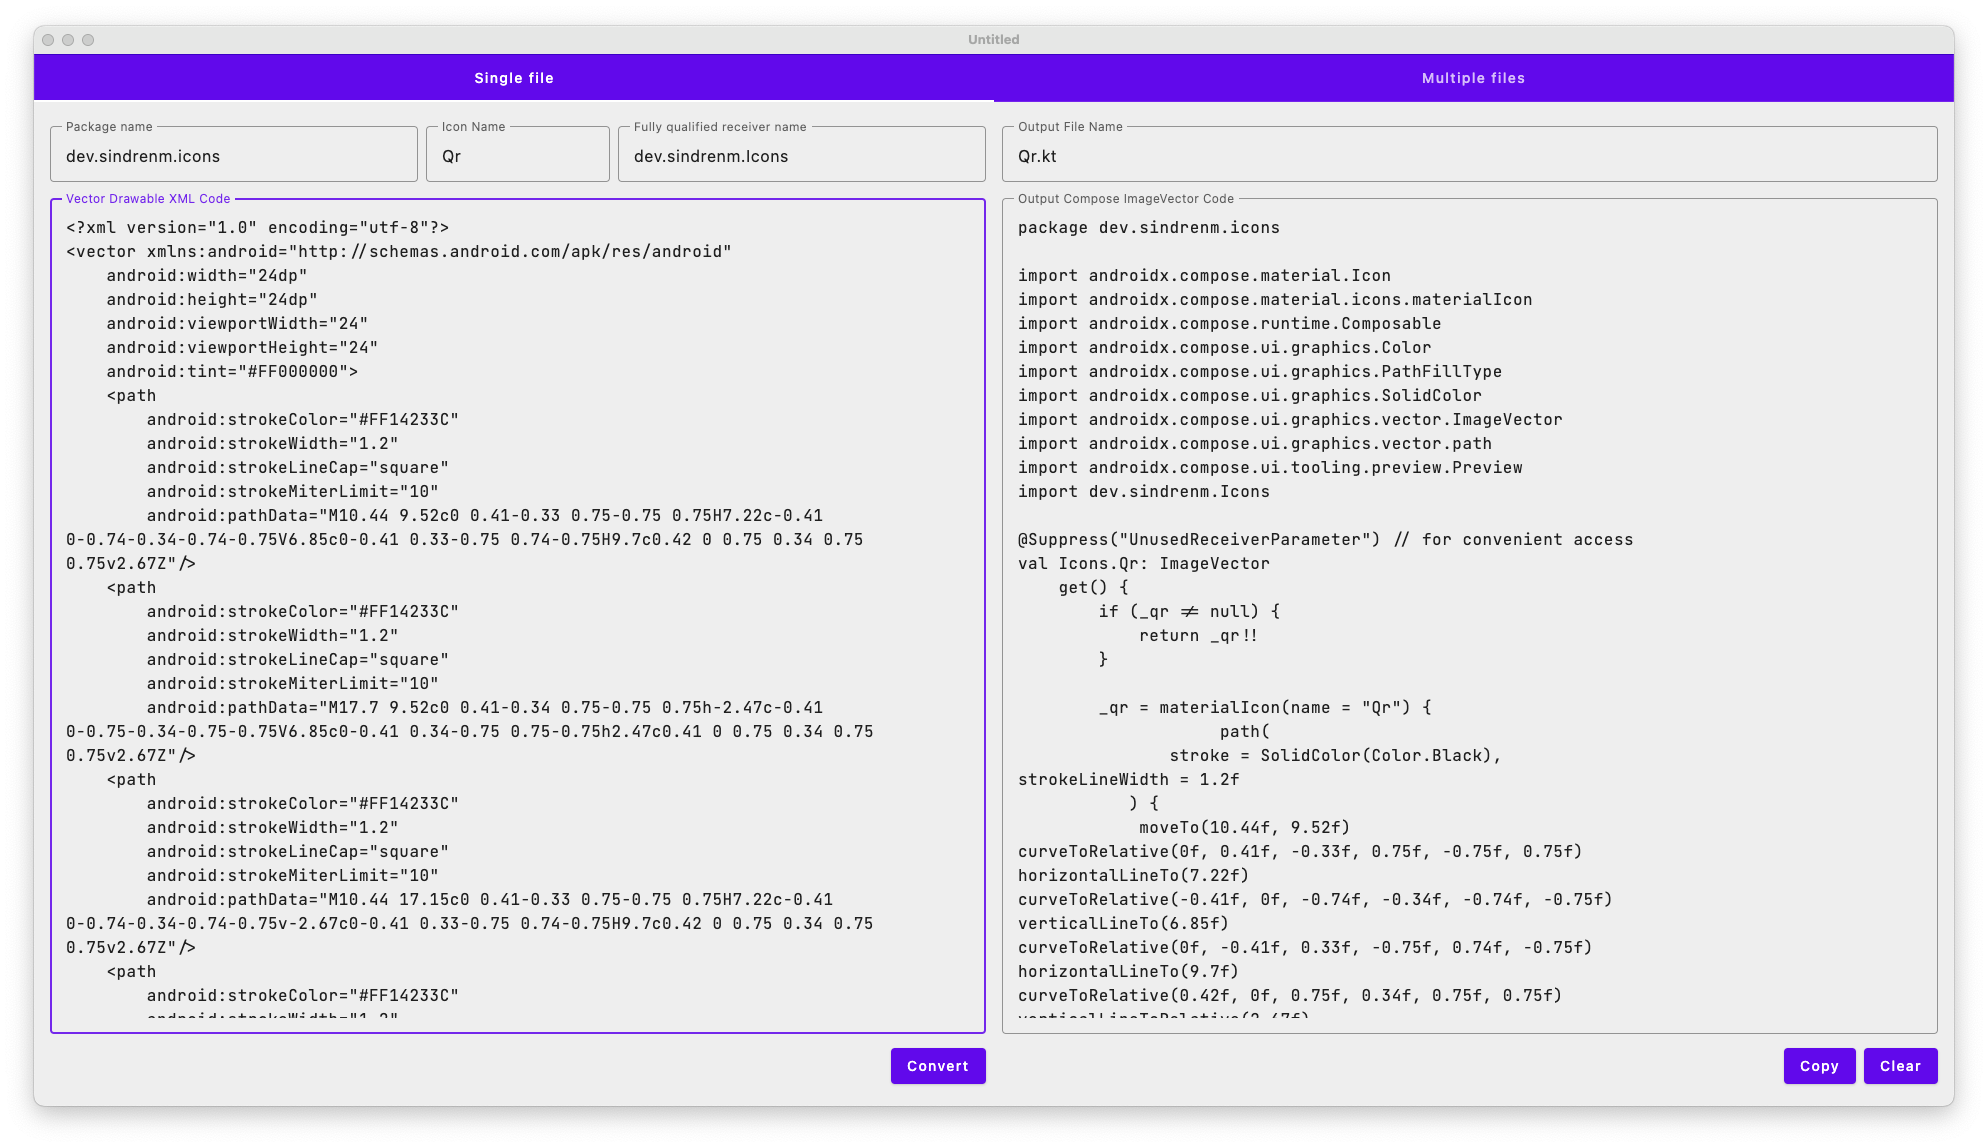 Untitled
Single file
Multiple files
Package name
dev.sindrenm.icons
Icon Name
Qr
Fully qualified receiver name
dev.sindrenm.Icons
Output File Name
Qr.kt
Vector Drawable XML Code
<?xml version="1.0" encoding="utf-8"?>
<vector xmlns:android="http://schemas.android.com/apk/res/android"
    android:width="24dp"
    android:height="24dp"
    android:viewportWidth="24"
    android:viewportHeight="24"
    android:tint="#FF000000">
    <path
        android:strokeColor="#FF14233C"
        android:strokeWidth="1.2"
        android:strokeLineCap="square"
        android:strokeMiterLimit="10"
        android:pathData="M10.44 9.52c0 0.41-0.33 0.75-0.75 0.75H7.22c-0.41
0-0.74-0.34-0.74-0.75V6.85c0-0.41 0.33-0.75 0.74-0.75H9.7c0.42 0 0.75 0.34 0.75
0.75v2.67Z"/>
    <path
        android:strokeColor="#FF14233C"
        android:strokeWidth="1.2"
        android:strokeLineCap="square"
        android:strokeMiterLimit="10"
        android:pathData="M17.7 9.52c0 0.41-0.34 0.75-0.75 0.75h-2.47c-0.41
0-0.75-0.34-0.75-0.75V6.85c0-0.41 0.34-0.75 0.75-0.75h2.47c0.41 0 0.75 0.34 0.75
0.75v2.67Z"/>
    <path
        android:strokeColor="#FF14233C"
        android:strokeWidth="1.2"
        android:strokeLineCap="square"
        android:strokeMiterLimit="10"
        android:pathData="M10.44 17.15c0 0.41-0.33 0.75-0.75 0.75H7.22c-0.41
0-0.74-0.34-0.74-0.75v-2.67c0-0.41 0.33-0.75 0.74-0.75H9.7c0.42 0 0.75 0.34 0.75
0.75v2.67Z"/>
    <path
        android:strokeColor="#FF14233C"
        android:strokeWidth="1.2"
Output Compose ImageVector Code
package dev.sindrenm.icons
import androidx.compose.material.Icon
import androidx.compose.material.icons.materialIcon
import androidx.compose.runtime.Composable
import androidx.compose.ui.graphics.Color
import androidx.compose.ui.graphics.PathFillType
import androidx.compose.ui.graphics.SolidColor
import androidx.compose.ui.graphics.vector.ImageVector
import androidx.compose.ui.graphics.vector.path
import androidx.compose.ui.tooling.preview.Preview
import dev.sindrenm.Icons
@Suppress("UnusedReceiverParameter") // for convenient access
val Icons.Qr: ImageVector
    get() {
        if (_qr != null) {
            return _qr!!
        }
        _qr = materialIcon(name = "Qr") {
                    path(
               stroke = SolidColor(Color.Black),
strokeLineWidth = 1.2f
           ) {
            moveTo(10.44f, 9.52f)
curveToRelative(0f, 0.41f, -0.33f, 0.75f, -0.75f, 0.75f)
horizontalLineTo(7.22f)
curveToRelative(-0.41f, 0f, -0.74f, -0.34f, -0.74f, -0.75f)
verticalLineTo(6.85f)
curveToRelative(0f, -0.41f, 0.33f, -0.75f, 0.74f, -0.75f)
horizontalLineTo(9.7f)
curveToRelative(0.42f, 0f, 0.75f, 0.34f, 0.75f, 0.75f)
verticalLineToRelative(2.67f)
Convert
Copy
Clear